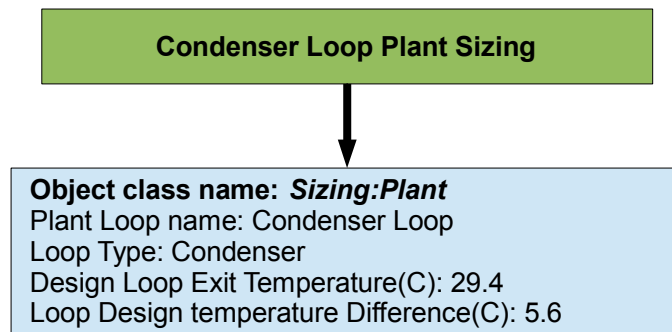 Condenser Loop Plant Sizing
Object class name: Sizing:Plant
Plant Loop name: Condenser Loop
Loop Type: Condenser
Design Loop Exit Temperature(C): 29.4
Loop Design temperature Difference(C): 5.6